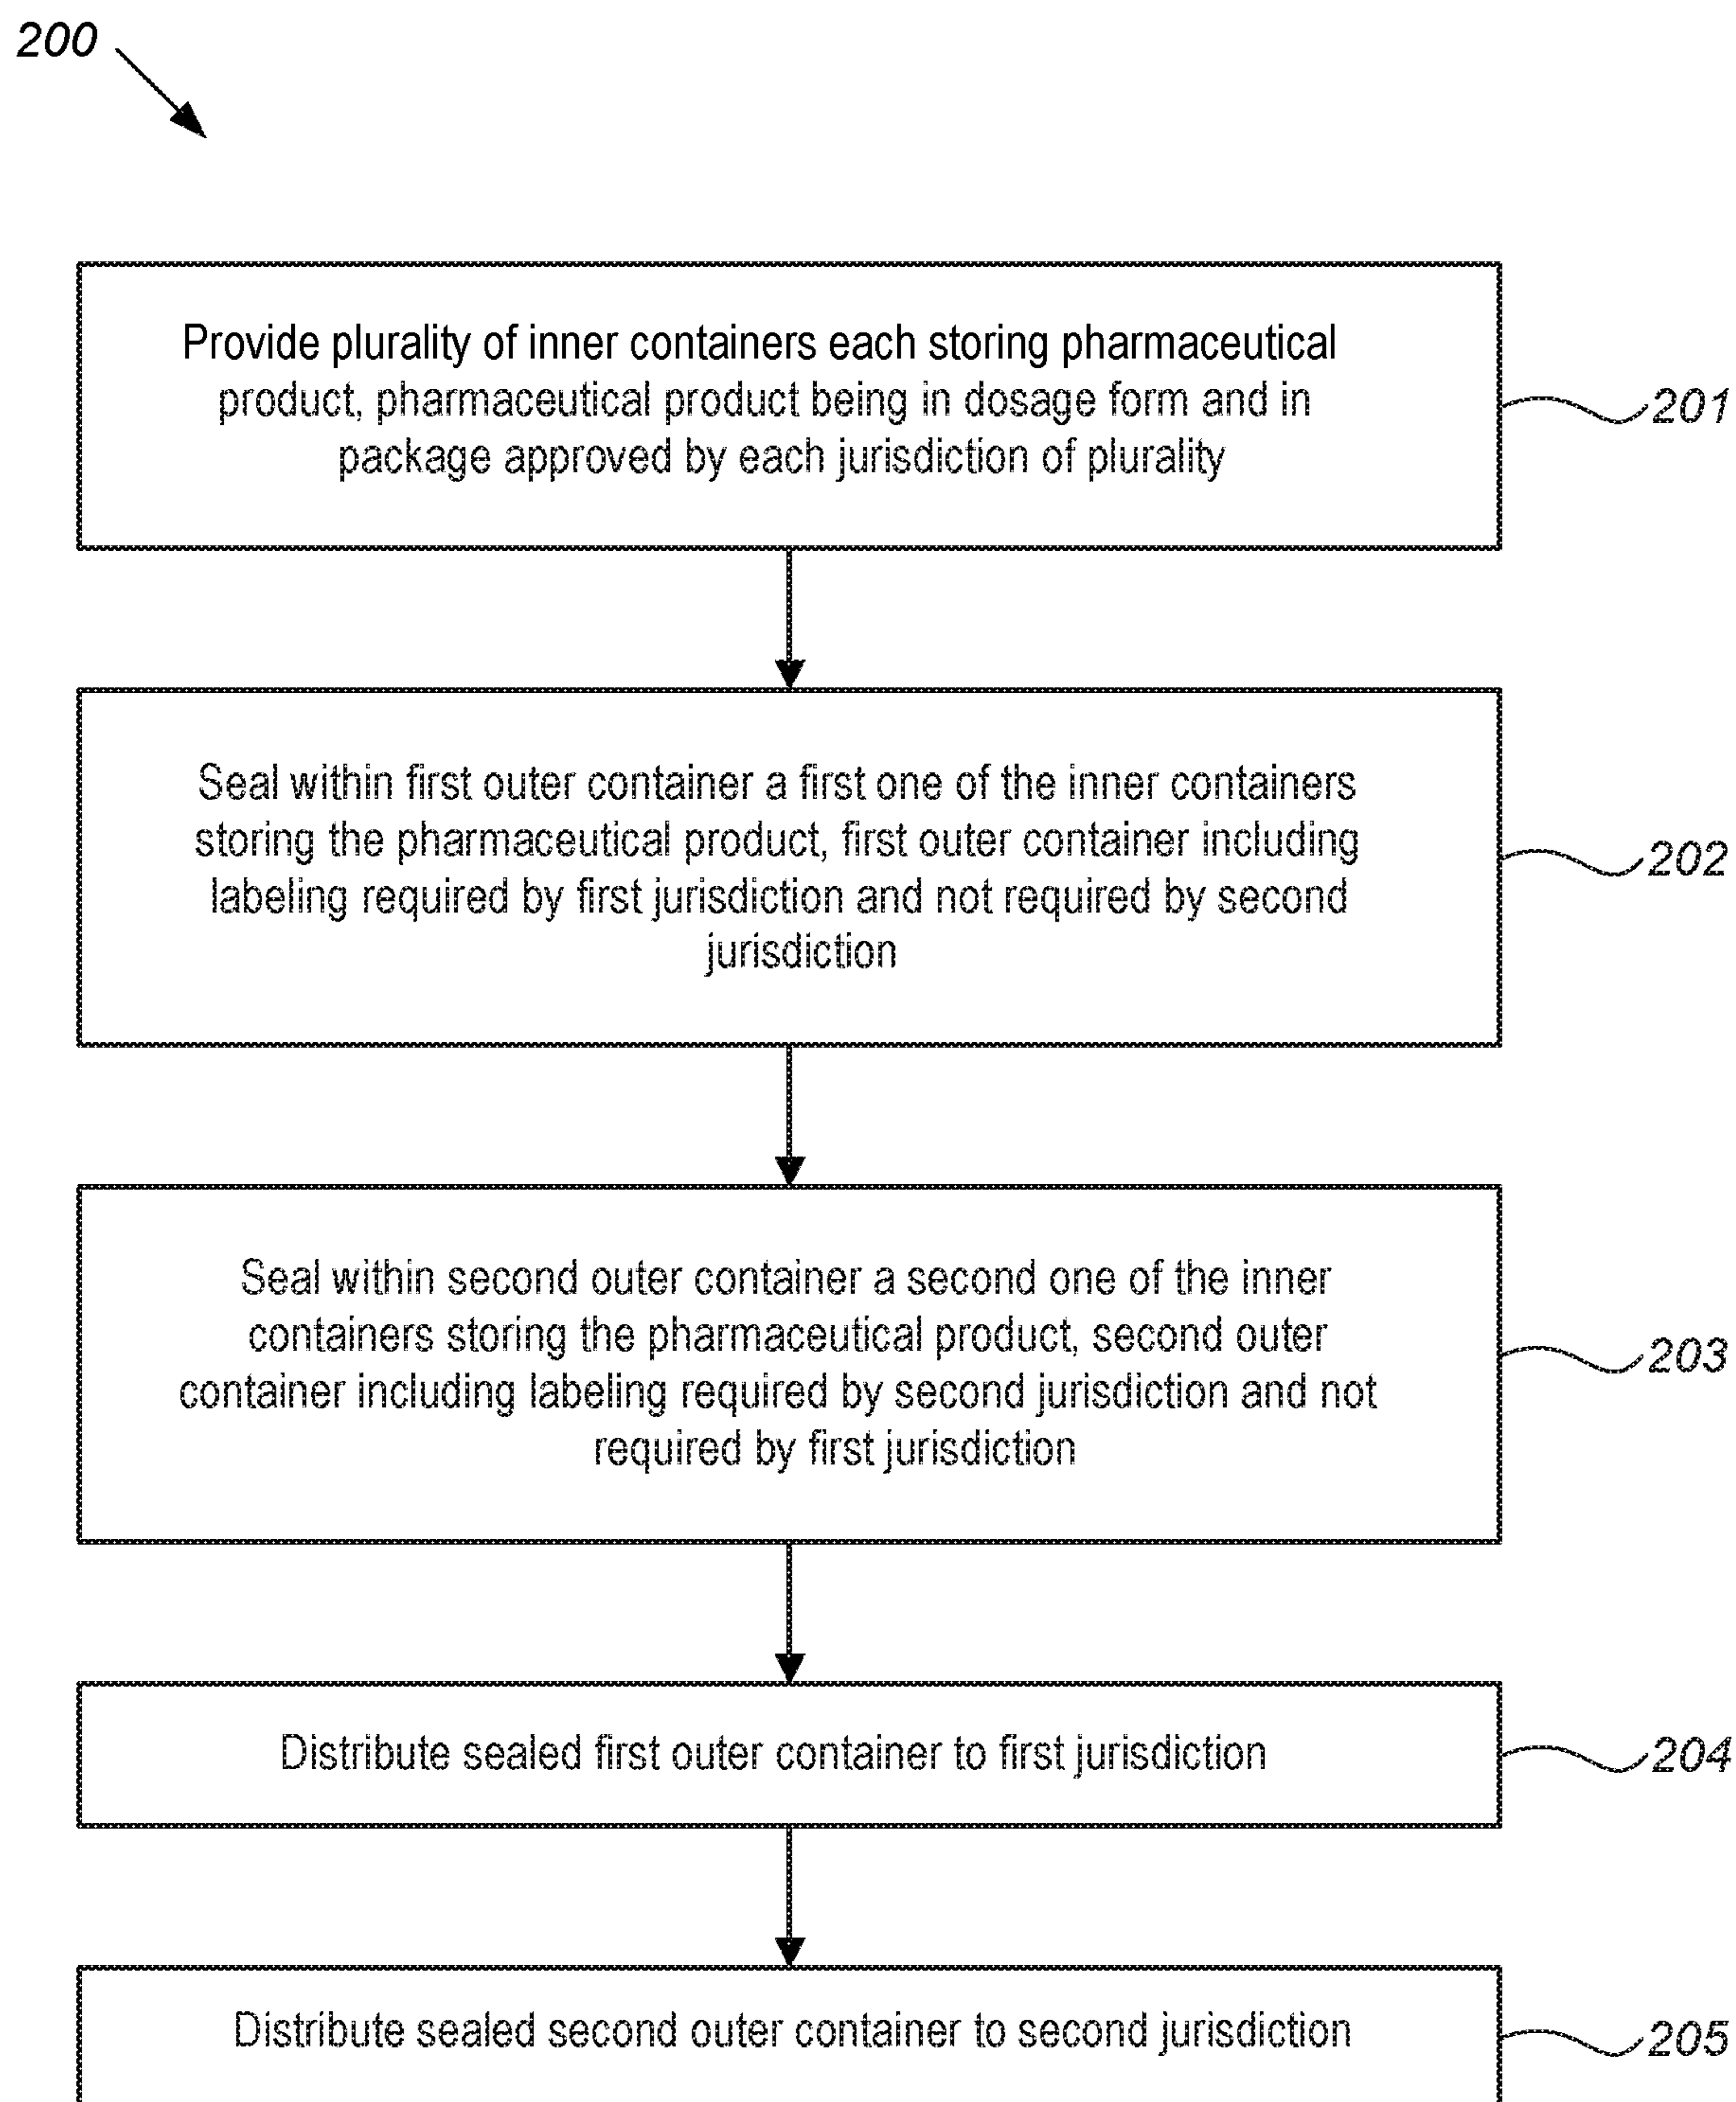 200
Provide plurality of inner containers each storing pharmaceutical
product, pharmaceutical product being in dosage form and in
package approved by each jurisdiction of plurality
201
Seal within first outer container a first one of the inner containers
storing the pharmaceutical product, first outer container including
labeling required by first jurisdiction and not required by second
jurisdiction
202
Seal within second outer container a second one of the inner
containers storing the pharmaceutical product, second outer
container including labeling required by second jurisdiction and not
required by first jurisdiction
203
Distribute sealed first outer container to first jurisdiction
204
Distribute sealed second outer container to second jurisdiction
205